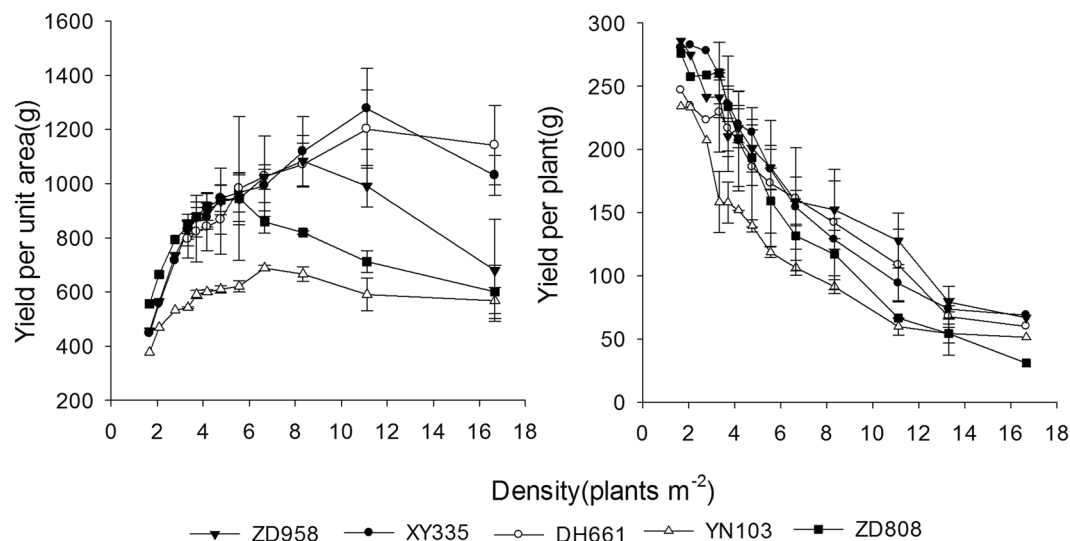 Yield per unit area(g)
1600
1400
1200
1000
800
600
400
200
0 2 4 6 8 10 12 14 16 18
Yield per plant(g)
300
250
200
150
100
50
0
0 2 4 6 8 10 12 14 16 18
Density(plants m-2)
ZD958 XY335 DH661 YN103 ZD808